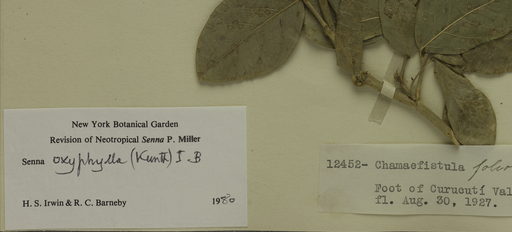 New York Botanical Garden
Revision of Neotropical Senna P. Miller
Senna oxyphylla (Kunth) I. B
H. S. Irwin & R. C. Barneby 1980
12452- Chamaefistula
Foot of Curucutí Val
fl. Aug. 30, 1927.